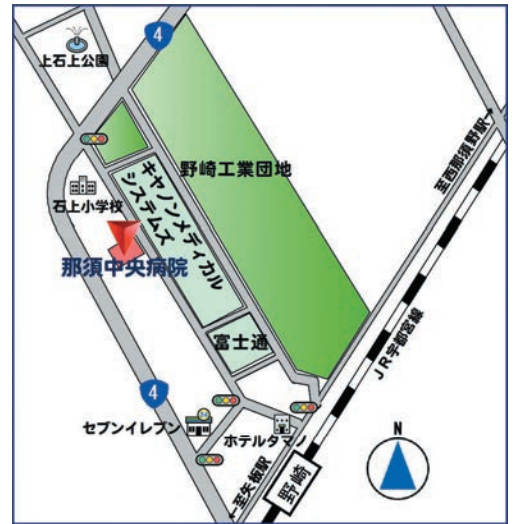 4
上石上公園
野崎工業団地
キヤノンメディカル
システムズ
石上小学校
那須中央病院
至西那須野駅→
JR宇都宮線
富士通
4
セブンイレブン
ホテルタマノ
←至矢板駅
野崎
N